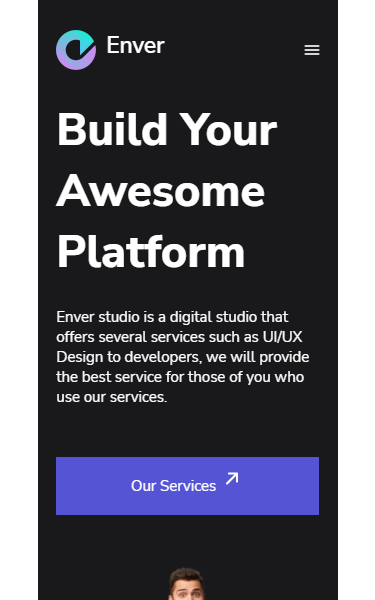 Enver
Build Your
Awesome
Platform
Enver studio is a digital studio that
offers several services such as UI/UX
Design to developers, we will provide
the best service for those of you who
use our services.
Our Services